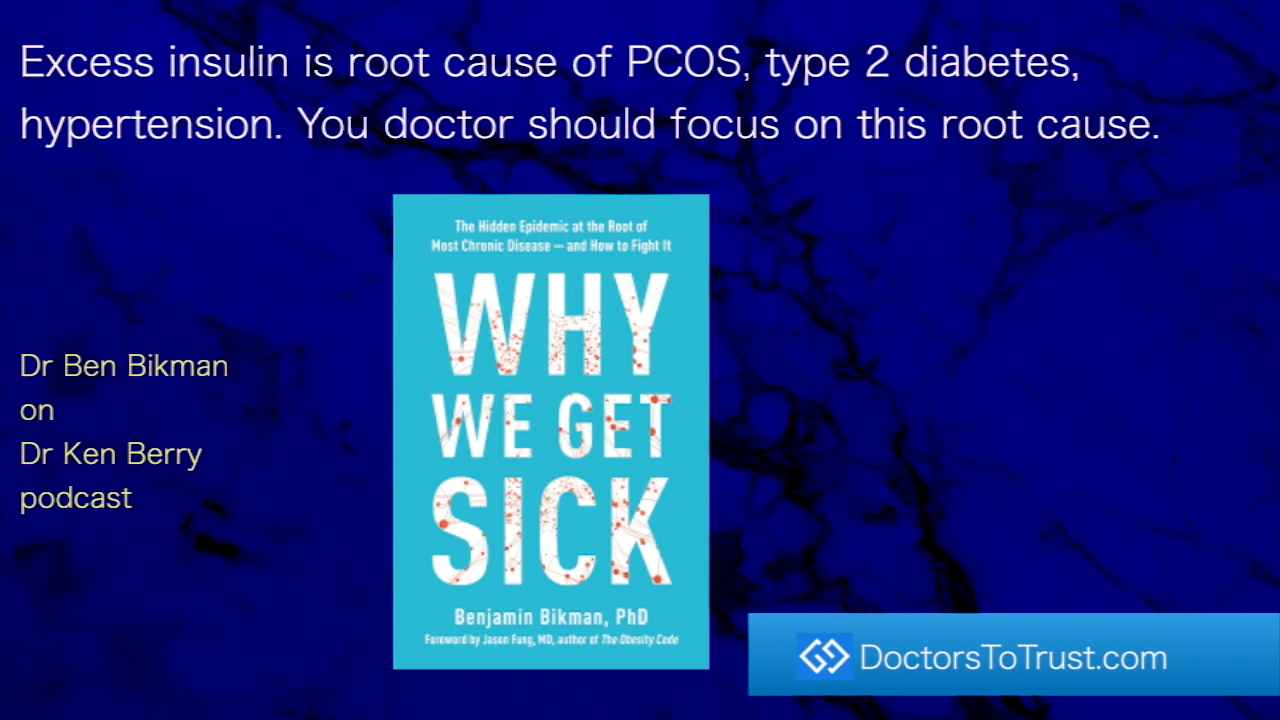 Excess insulin is root cause of PCOS, type 2 diabetes,
hypertension. You doctor should focus on this root cause.
The Hidden Epidemic at the Root of
Most Chronic Disease — and How to Fight It
WHY
WE GET
SICK
Benjamin Bikman, PhD
Foreword by Jason Fung, MD, author of The Obesity Code
Dr Ben Bikman
on
Dr Ken Berry
podcast
DoctorsToTrust.com